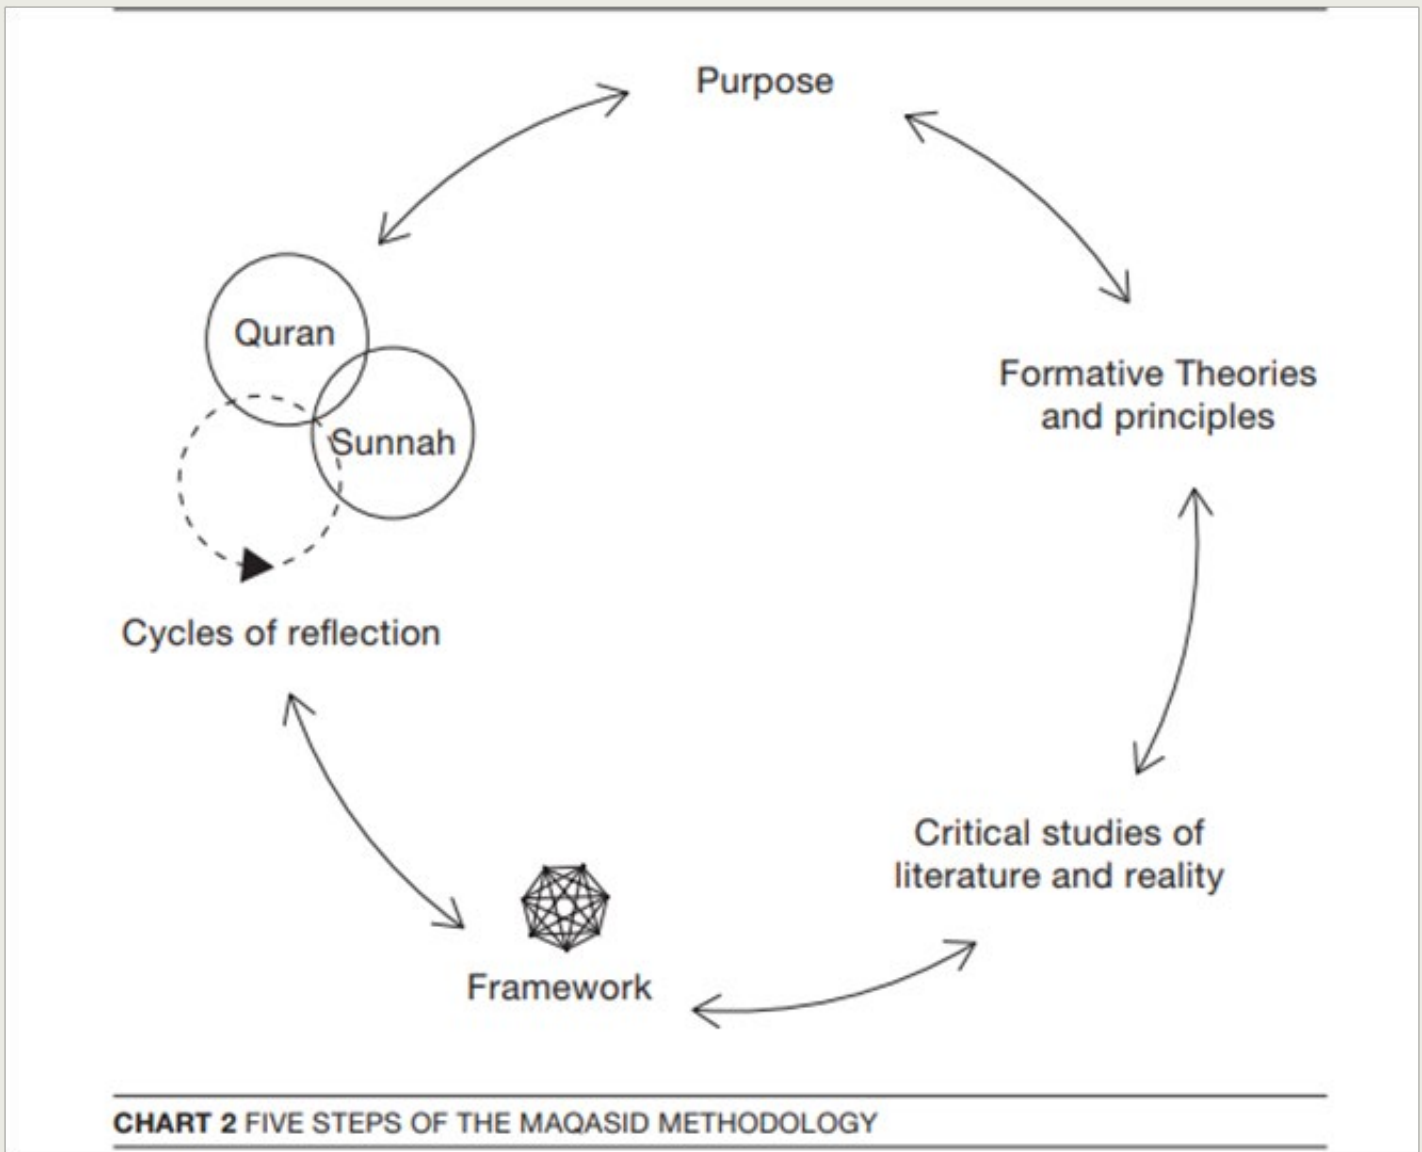 Purpose
Quran
Sunnah
Formative Theories
and principles
Cycles of reflection
Critical studies of
literature and reality
Framework
CHART 2 FIVE STEPS OF THE MAQASID METHODOLOGY